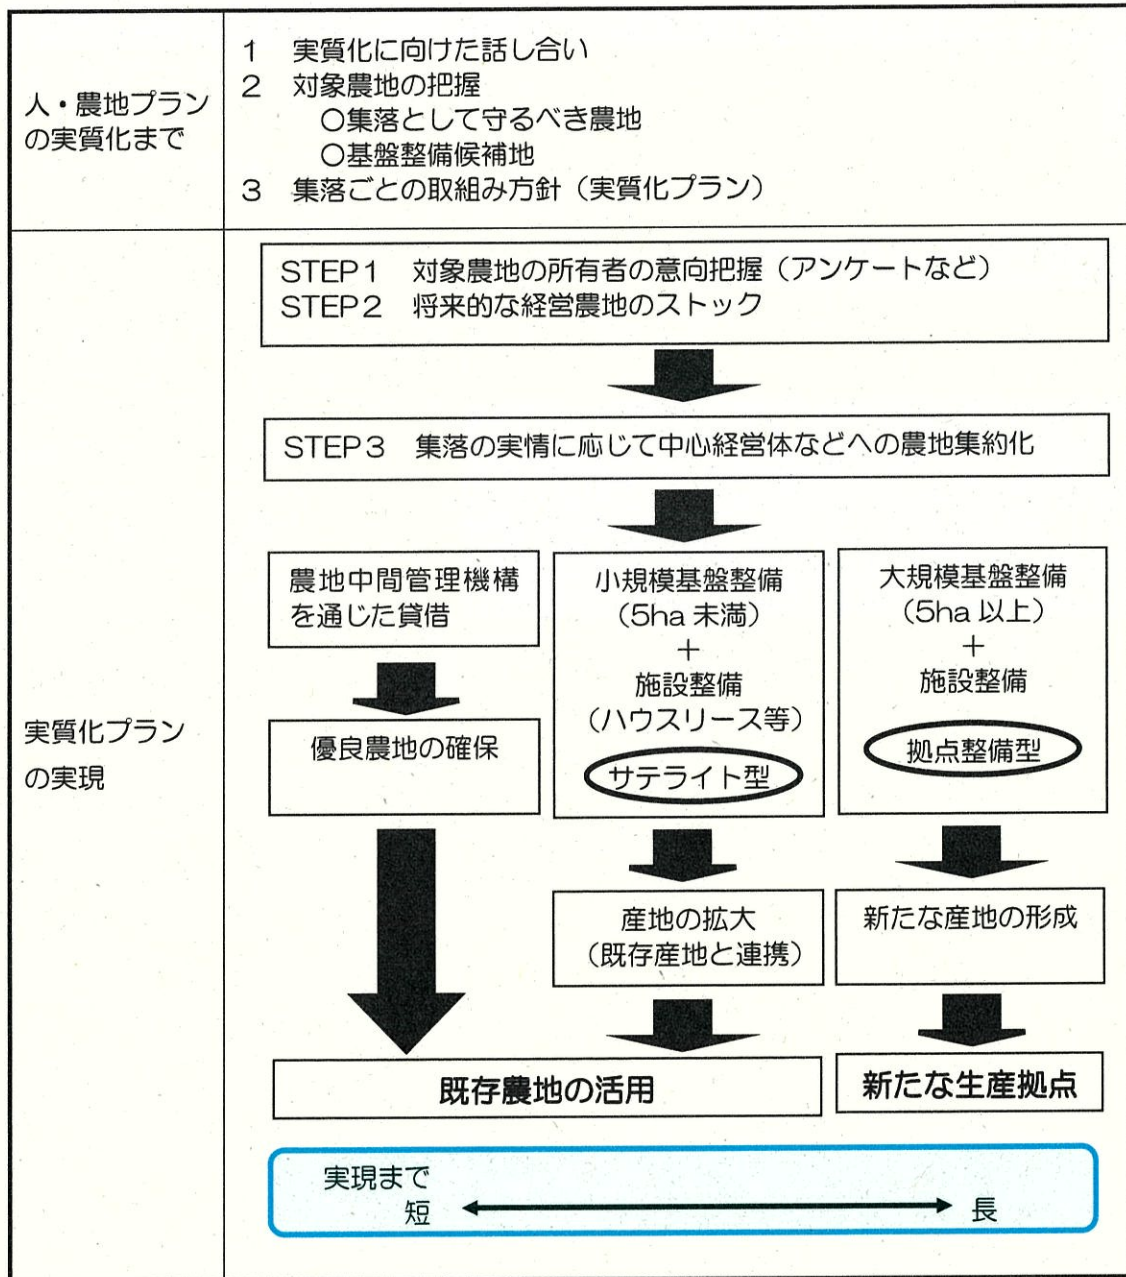 人・農地プラン
の実質化まで
1 実質化に向けた話し合い
2 対象農地の把握
○集落として守るべき農地
○基盤整備候補地
3 集落ごとの取組み方針（実質化プラン）
実質化プラン
の実現
STEP1 対象農地の所有者の意向把握（アンケートなど）
STEP2 将来的な経営農地のストック
STEP3 集落の実情に応じて中心経営体などへの農地集約化
農地中間管理機構
を通じた貸借
優良農地の確保
小規模基盤整備
（5ha 未満）
＋
施設整備
（ハウスリース等）
サテライト型
産地の拡大
（既存産地と連携）
大規模基盤整備
（5ha 以上）
＋
施設整備
拠点整備型
新たな産地の形成
既存農地の活用
新たな生産拠点
実現まで
短 長